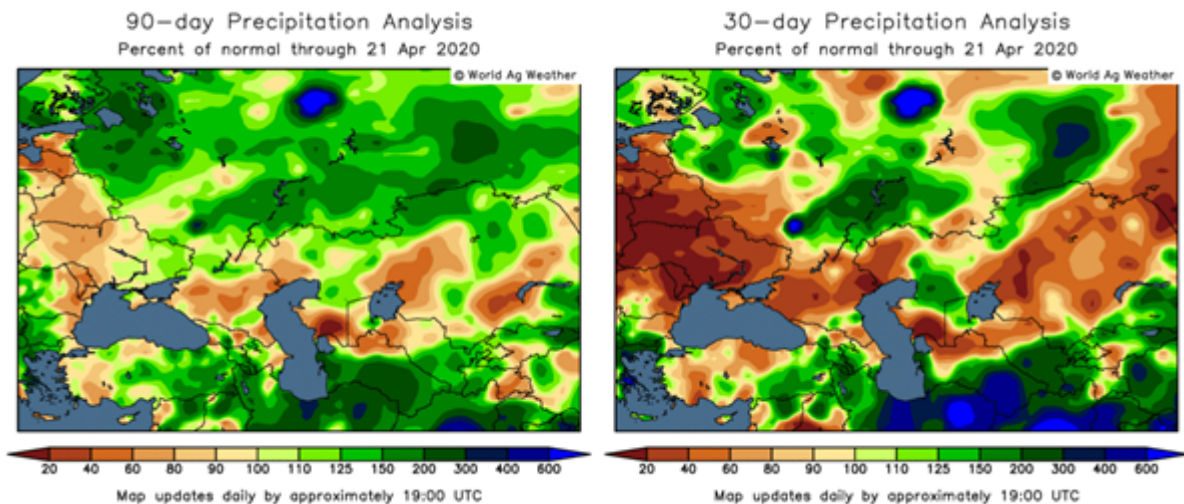 90-day Precipitation Analysis
Percent of normal through 21 Apr 2020
© World Ag Weather
20 40 60 80 90 100 110 125 150 200 300 400 600
Map updates daily by approximately 19:00 UTC
30-day Precipitation Analysis
Percent of normal through 21 Apr 2020
© World Ag Weather
20 40 60 80 90 100 110 125 150 200 300 400 600
Map updates daily by approximately 19:00 UTC